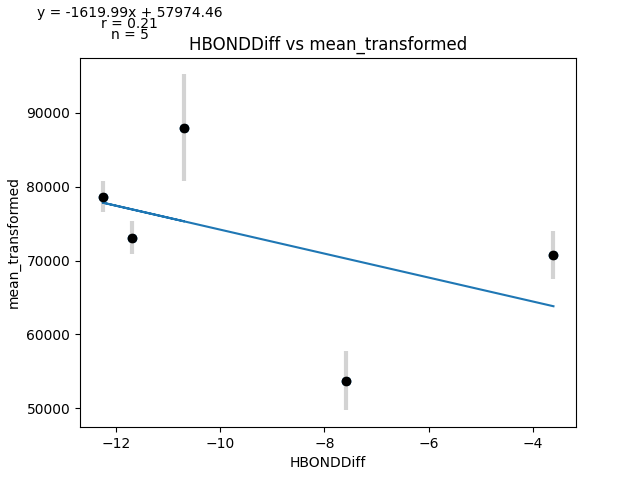 y = -1619.99x + 57974.46
r = 0.21
n = 5
HBONDDiff vs mean_transformed
90000
80000
70000
60000
50000
mean_transformed
−12
−10
−8
−6
−4
HBONDDiff